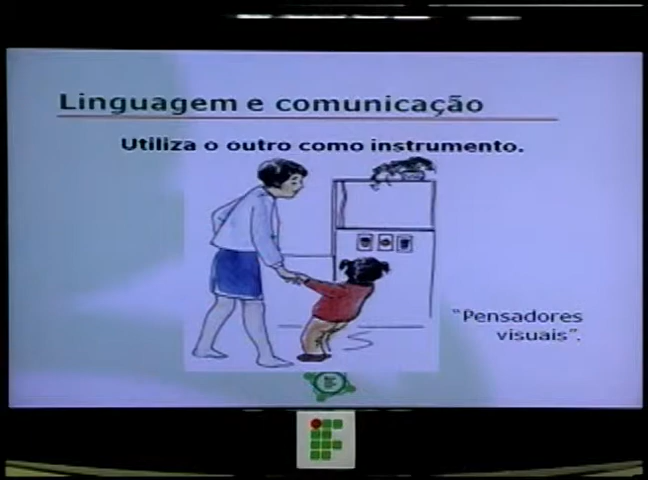 Linguagem e comunicação
Utiliza o outro como instrumento.
"Pensadores
visuais".